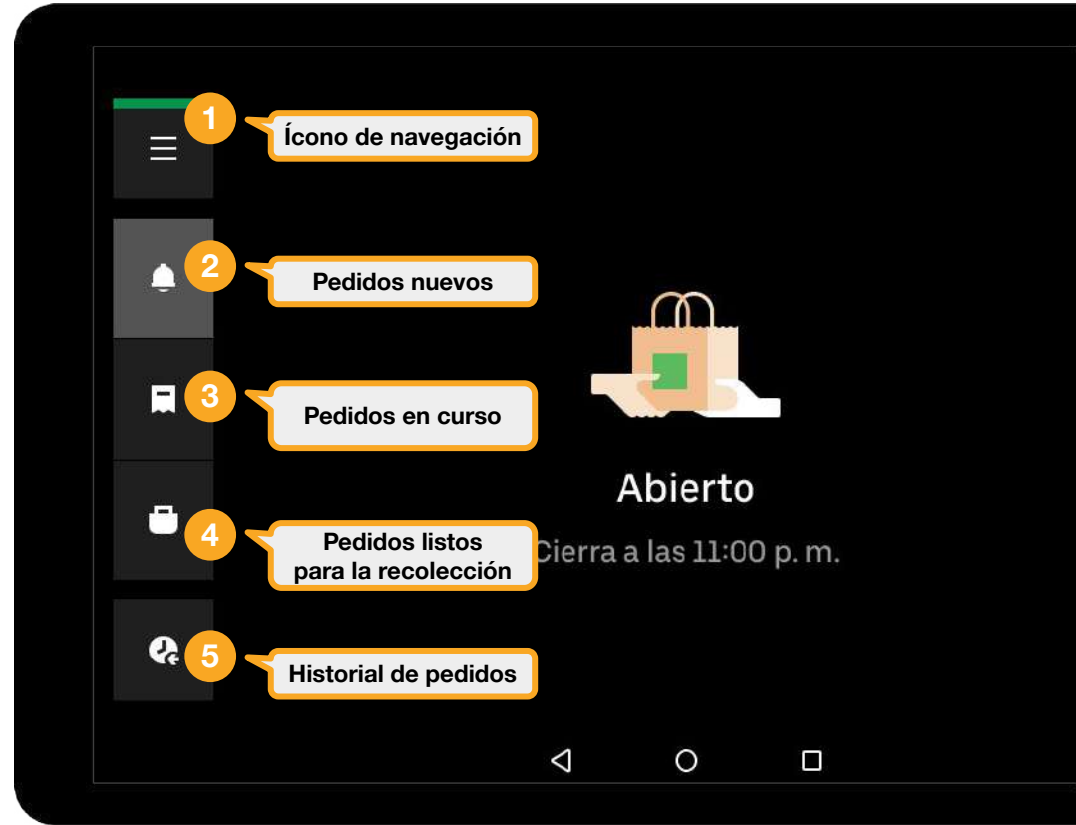 1
Ícono de navegación
2
Pedidos nuevos
3
Pedidos en curso
Abierto
4
Pedidos listos
para la recolección
Cierra a las 11:00 p. m.
5
Historial de pedidos